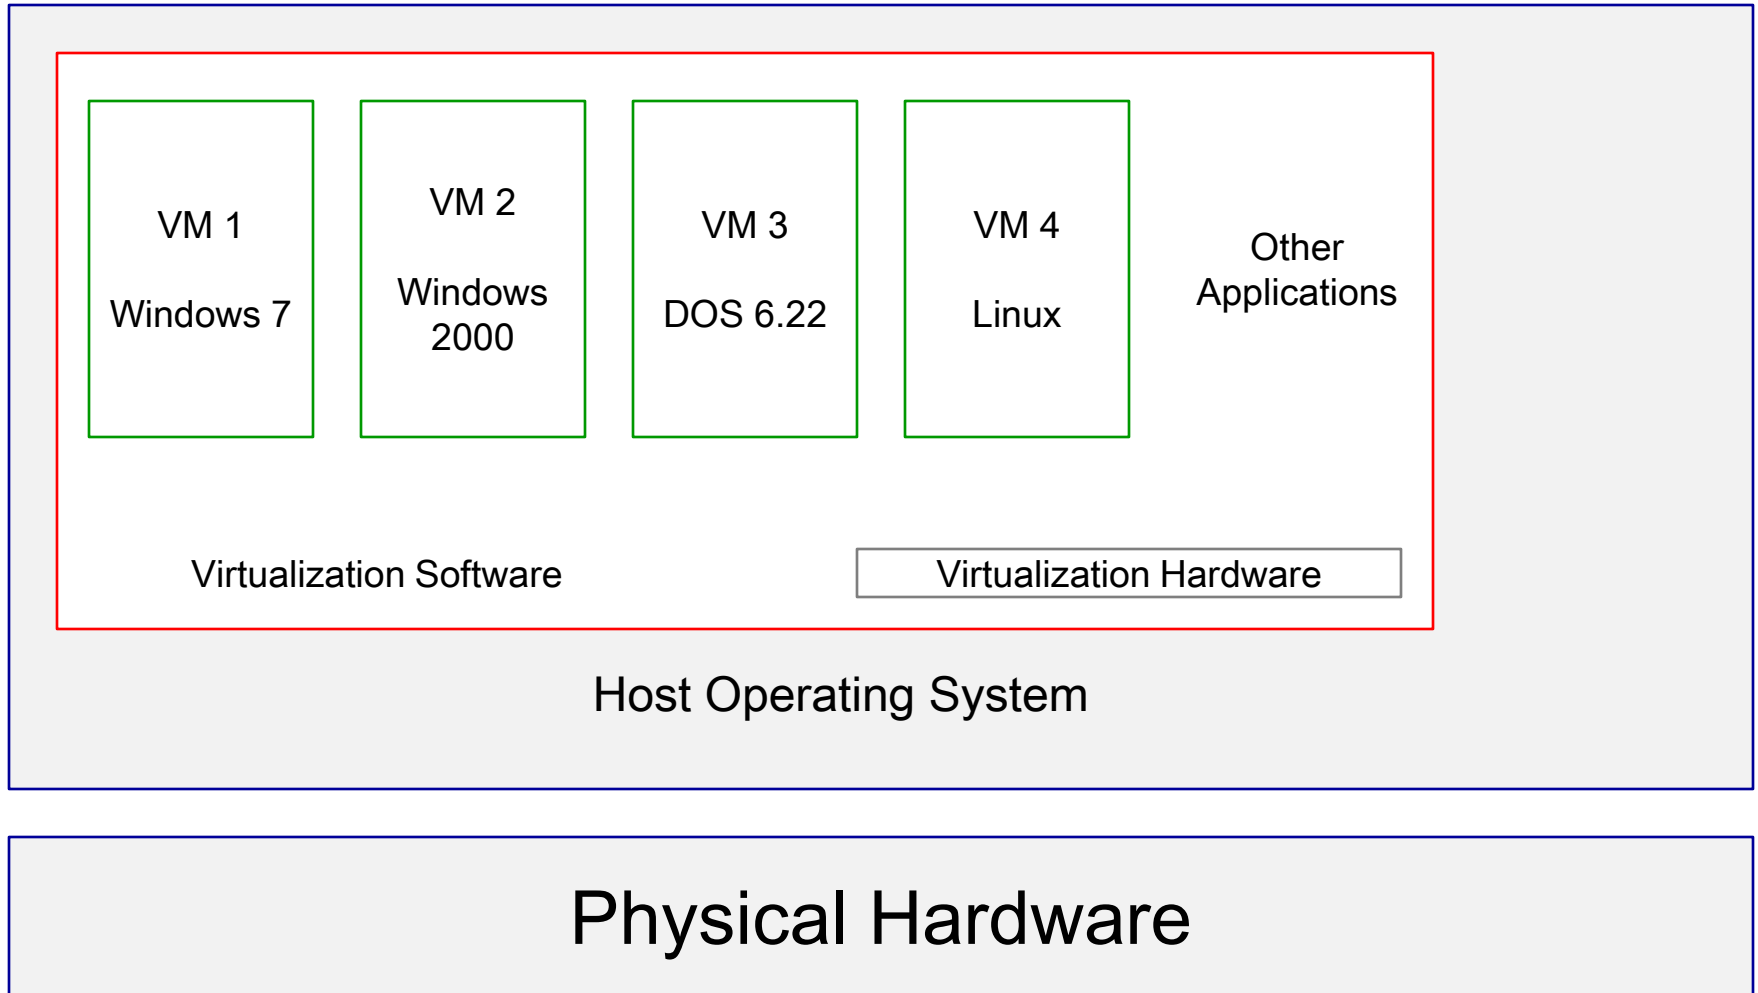 VM 1
Windows 7
VM 2
Windows
2000
VM 3
DOS 6.22
VM 4
Linux
Other
Applications
Virtualization Software
Virtualization Hardware
Host Operating System
Physical Hardware